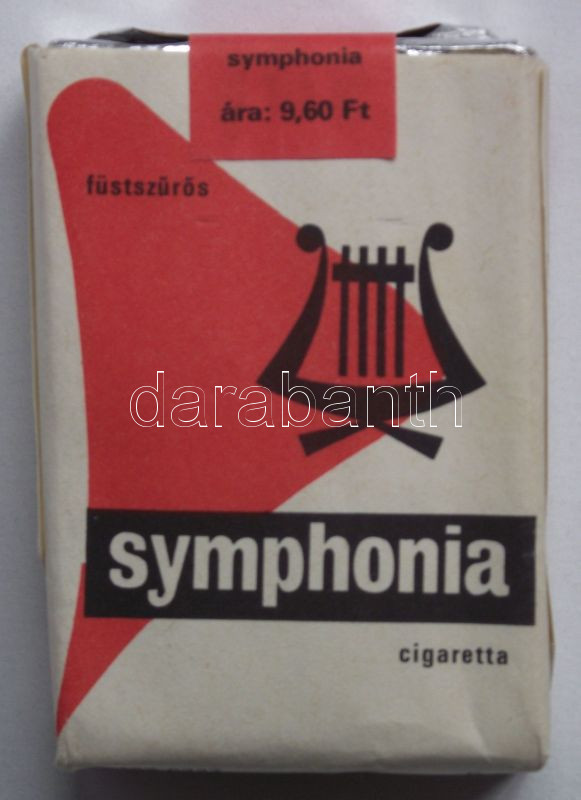 symphonia
ára: 9,60 Ft
füstszűrős
darabanth
symphonia
cigaretta